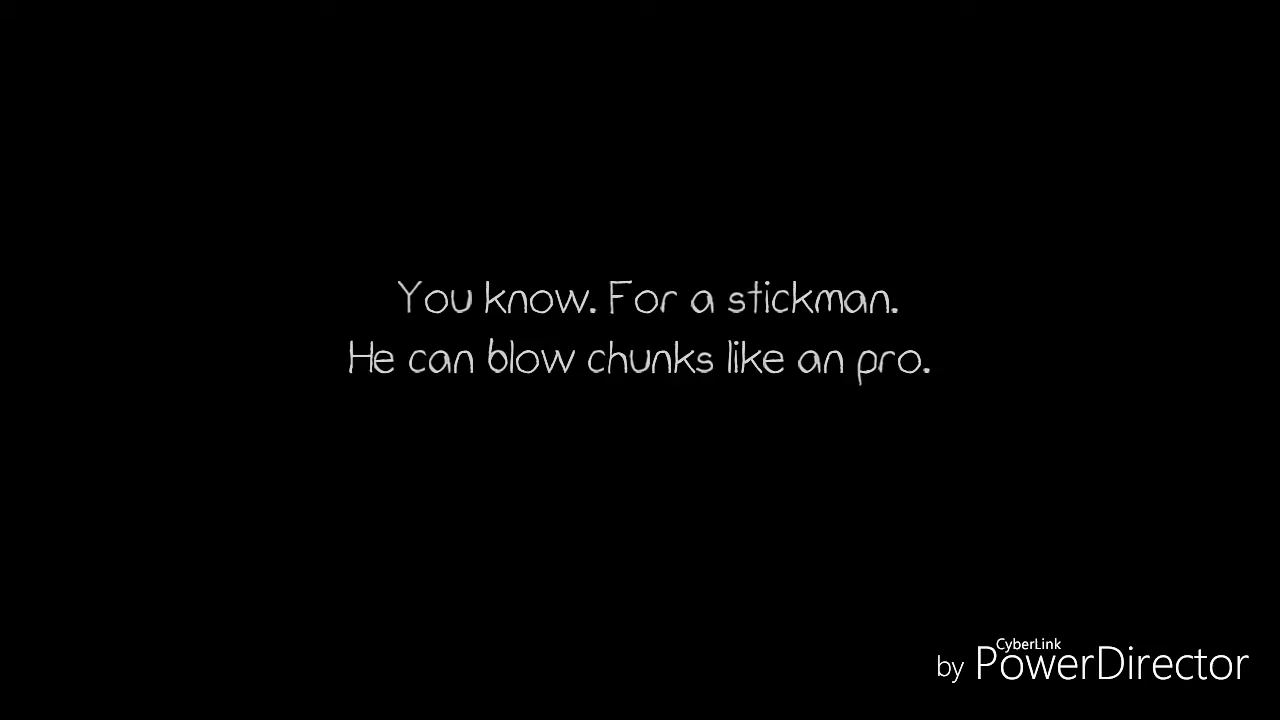 You know. For a stickman.
He can blow chunks like an pro.
CyberLink
by PowerDirector